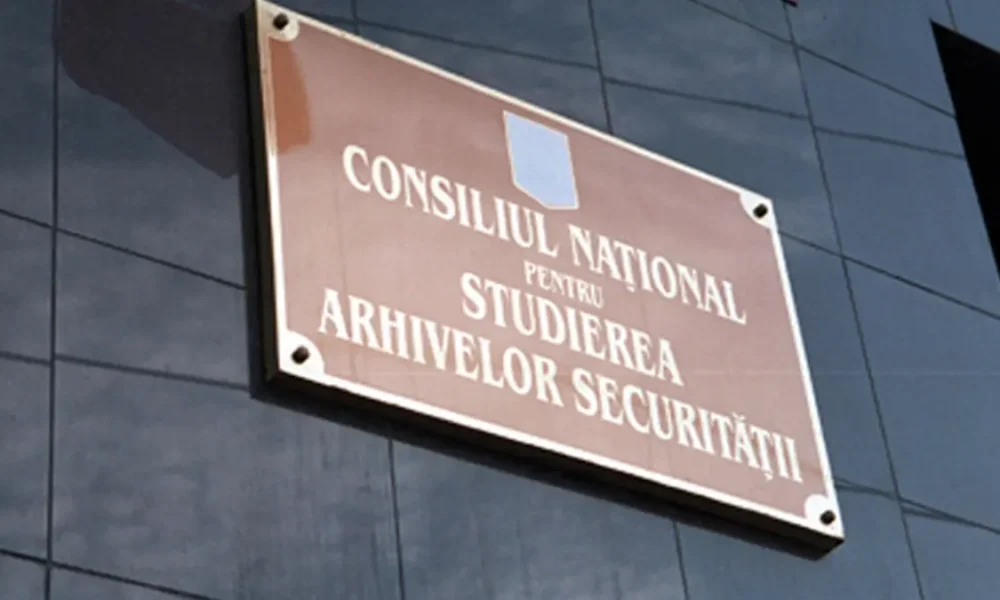 CONSILIUL NAȚIONAL
PENTRU
STUDIEREA
ARHIVELOR SECURITĂȚII